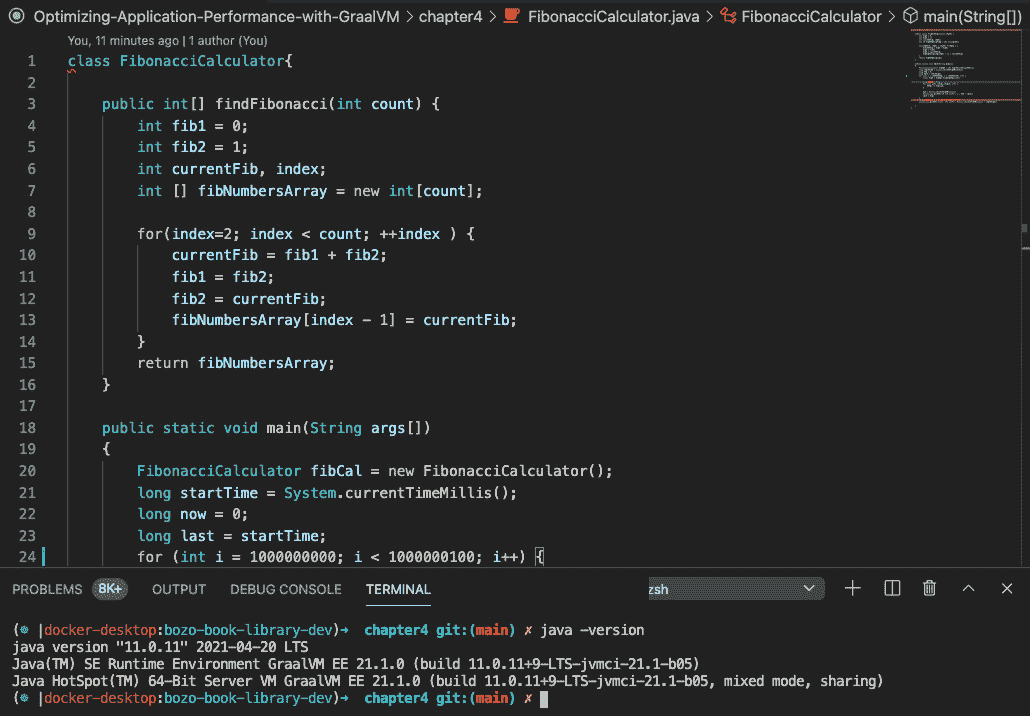 Optimizing-Application-Performance-with-GraalVM > chapter4 > FibonacciCalculator.java > FibonacciCalculator > main(String[])
You, 11 minutes ago | 1 author (You)
1 class FibonacciCalculator{
2
3 public int[] findFibonacci(int count) {
4 int fib1 = 0;
5 int fib2 = 1;
6 int currentFib, index;
7 int [] fibNumbersArray = new int[count];
8
9 for(index=2; index < count; ++index ) {
10 currentFib = fib1 + fib2;
11 fib1 = fib2;
12 fib2 = currentFib;
13 fibNumbersArray[index - 1] = currentFib;
14 }
15 return fibNumbersArray;
16 }
17
18 public static void main(String args[])
19 {
20 FibonacciCalculator fibCal = new FibonacciCalculator();
21 long startTime = System.currentTimeMillis();
22 long now = 0;
23 long last = startTime;
24 for (int i = 1000000000; i < 1000000100; i++) {
PROBLEMS 8K+ OUTPUT DEBUG CONSOLE TERMINAL zsh
(⎈ |docker-desktop:bozo-book-library-dev)→ chapter4 git:(main) ✗ java -version
java version "11.0.11" 2021-04-20 LTS
Java(TM) SE Runtime Environment GraalVM EE 21.1.0 (build 11.0.11+9-LTS-jvmci-21.1-b05)
Java HotSpot(TM) 64-Bit Server VM GraalVM EE 21.1.0 (build 11.0.11+9-LTS-jvmci-21.1-b05, mixed mode, sharing)
(⎈ |docker-desktop:bozo-book-library-dev)→ chapter4 git:(main) ✗